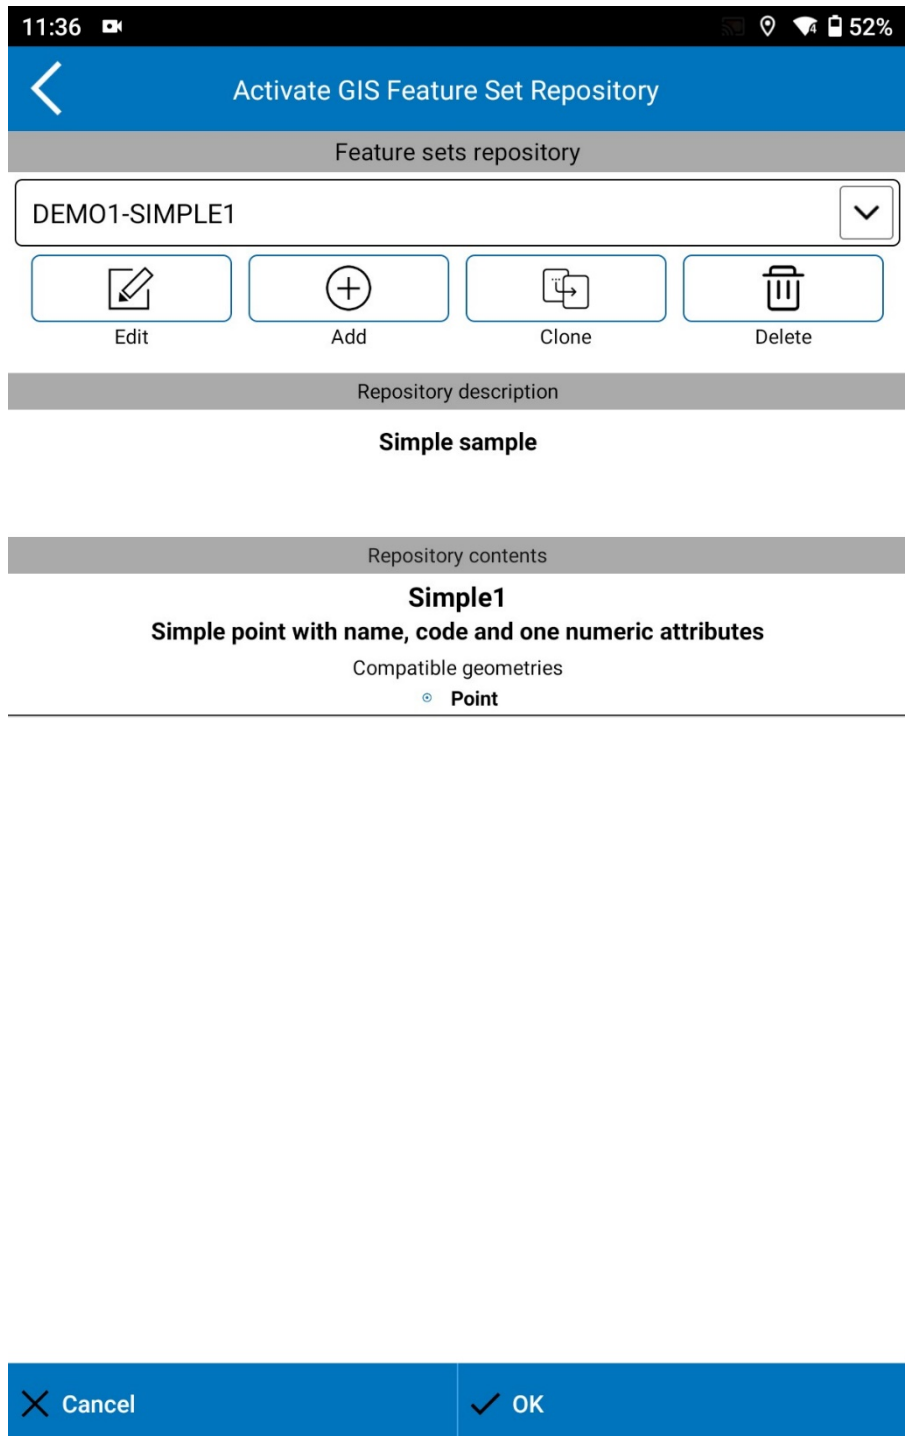 11:36 52%
Activate GIS Feature Set Repository
Feature sets repository
DEMO1-SIMPLE1
Edit Add Clone Delete
Repository description
Simple sample
Repository contents
Simple1
Simple point with name, code and one numeric attributes
Compatible geometries
Point
Cancel OK